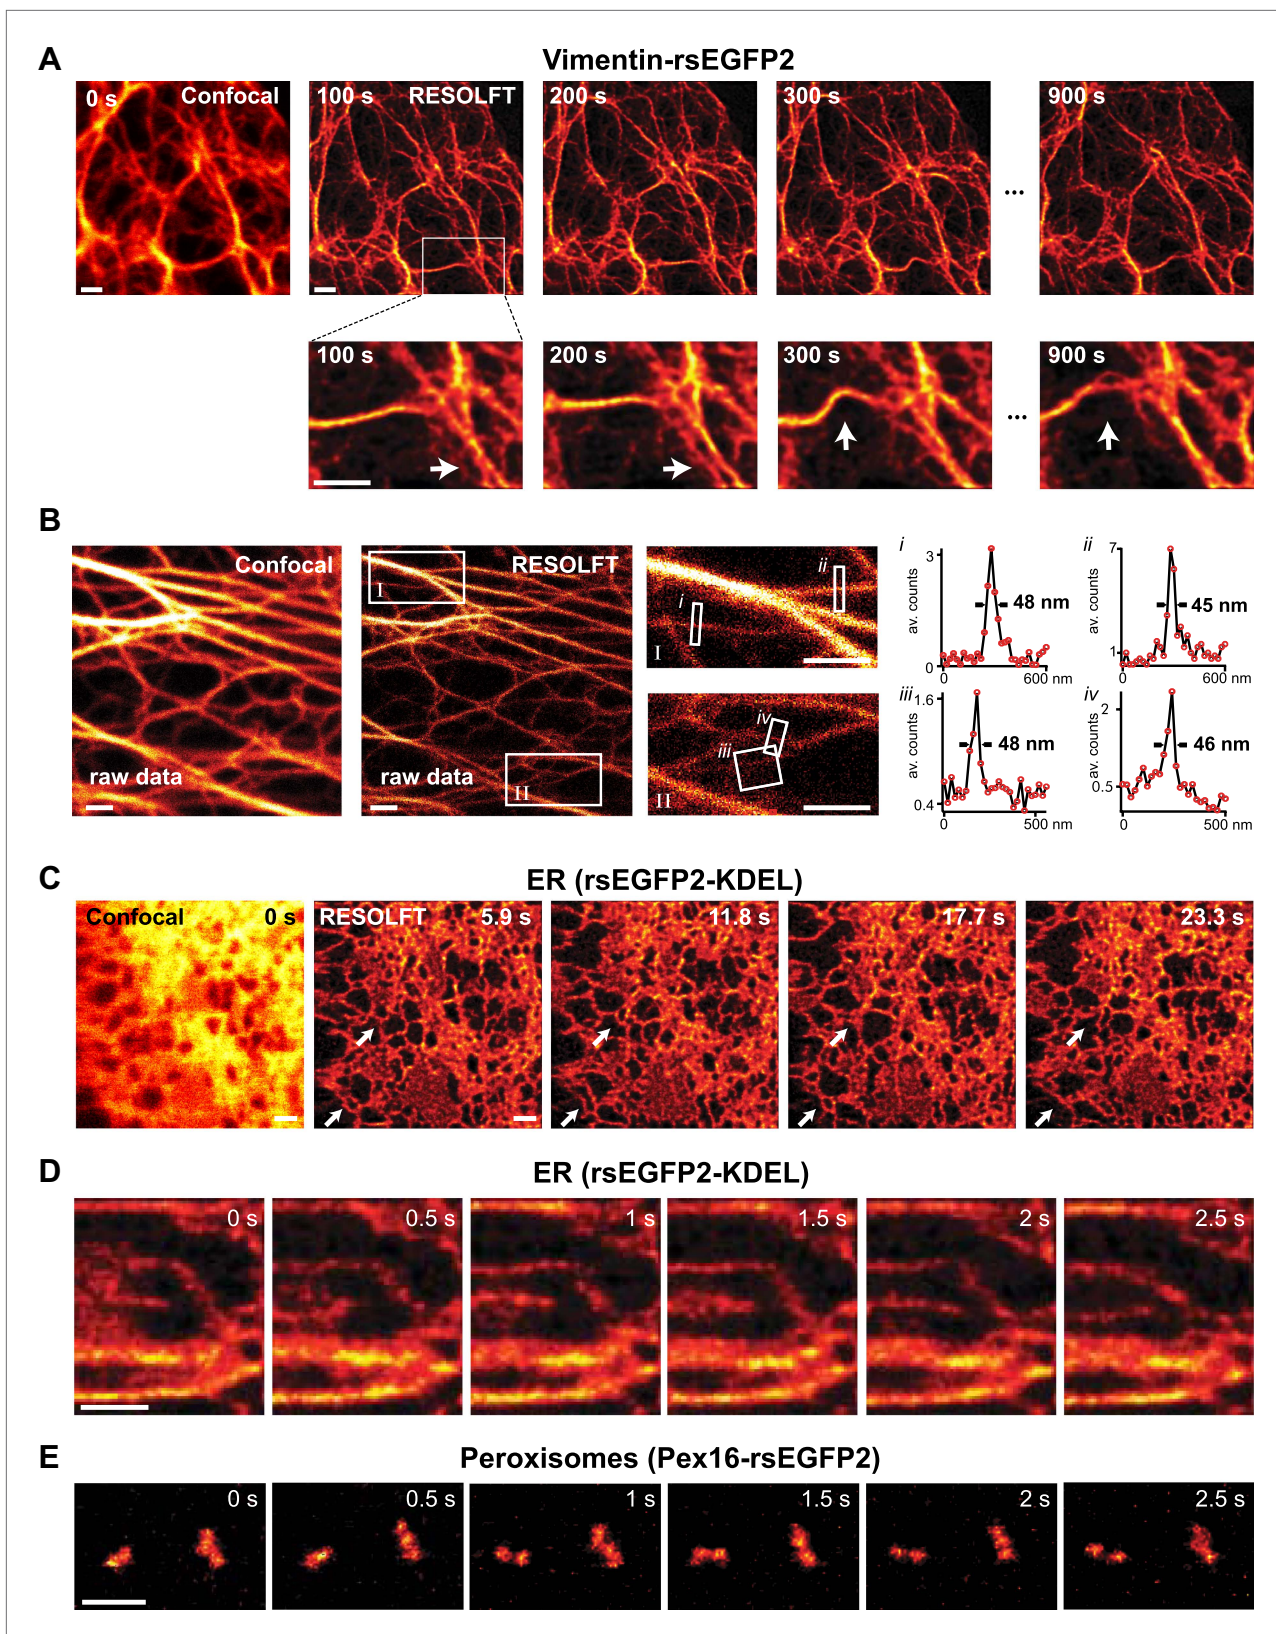 A
Vimentin-rsEGFP2
0 s Confocal
100 s RESOLFT
200 s
300 s
900 s
...
100 s
200 s
300 s
900 s
...
B
Confocal
raw data
RESOLFT
I
II
raw data
i
ii
I
iii
iv
II
i
av. counts
3
0
48 nm
0
600 nm
ii
av. counts
7
1
45 nm
0
600 nm
iii
av. counts
1.6
0.4
48 nm
0
500 nm
iv
av. counts
2
0.5
46 nm
0
500 nm
C
ER (rsEGFP2-KDEL)
Confocal 0 s
RESOLFT 5.9 s
11.8 s
17.7 s
23.3 s
D
ER (rsEGFP2-KDEL)
0 s
0.5 s
1 s
1.5 s
2 s
2.5 s
E
Peroxisomes (Pex16-rsEGFP2)
0 s
0.5 s
1 s
1.5 s
2 s
2.5 s